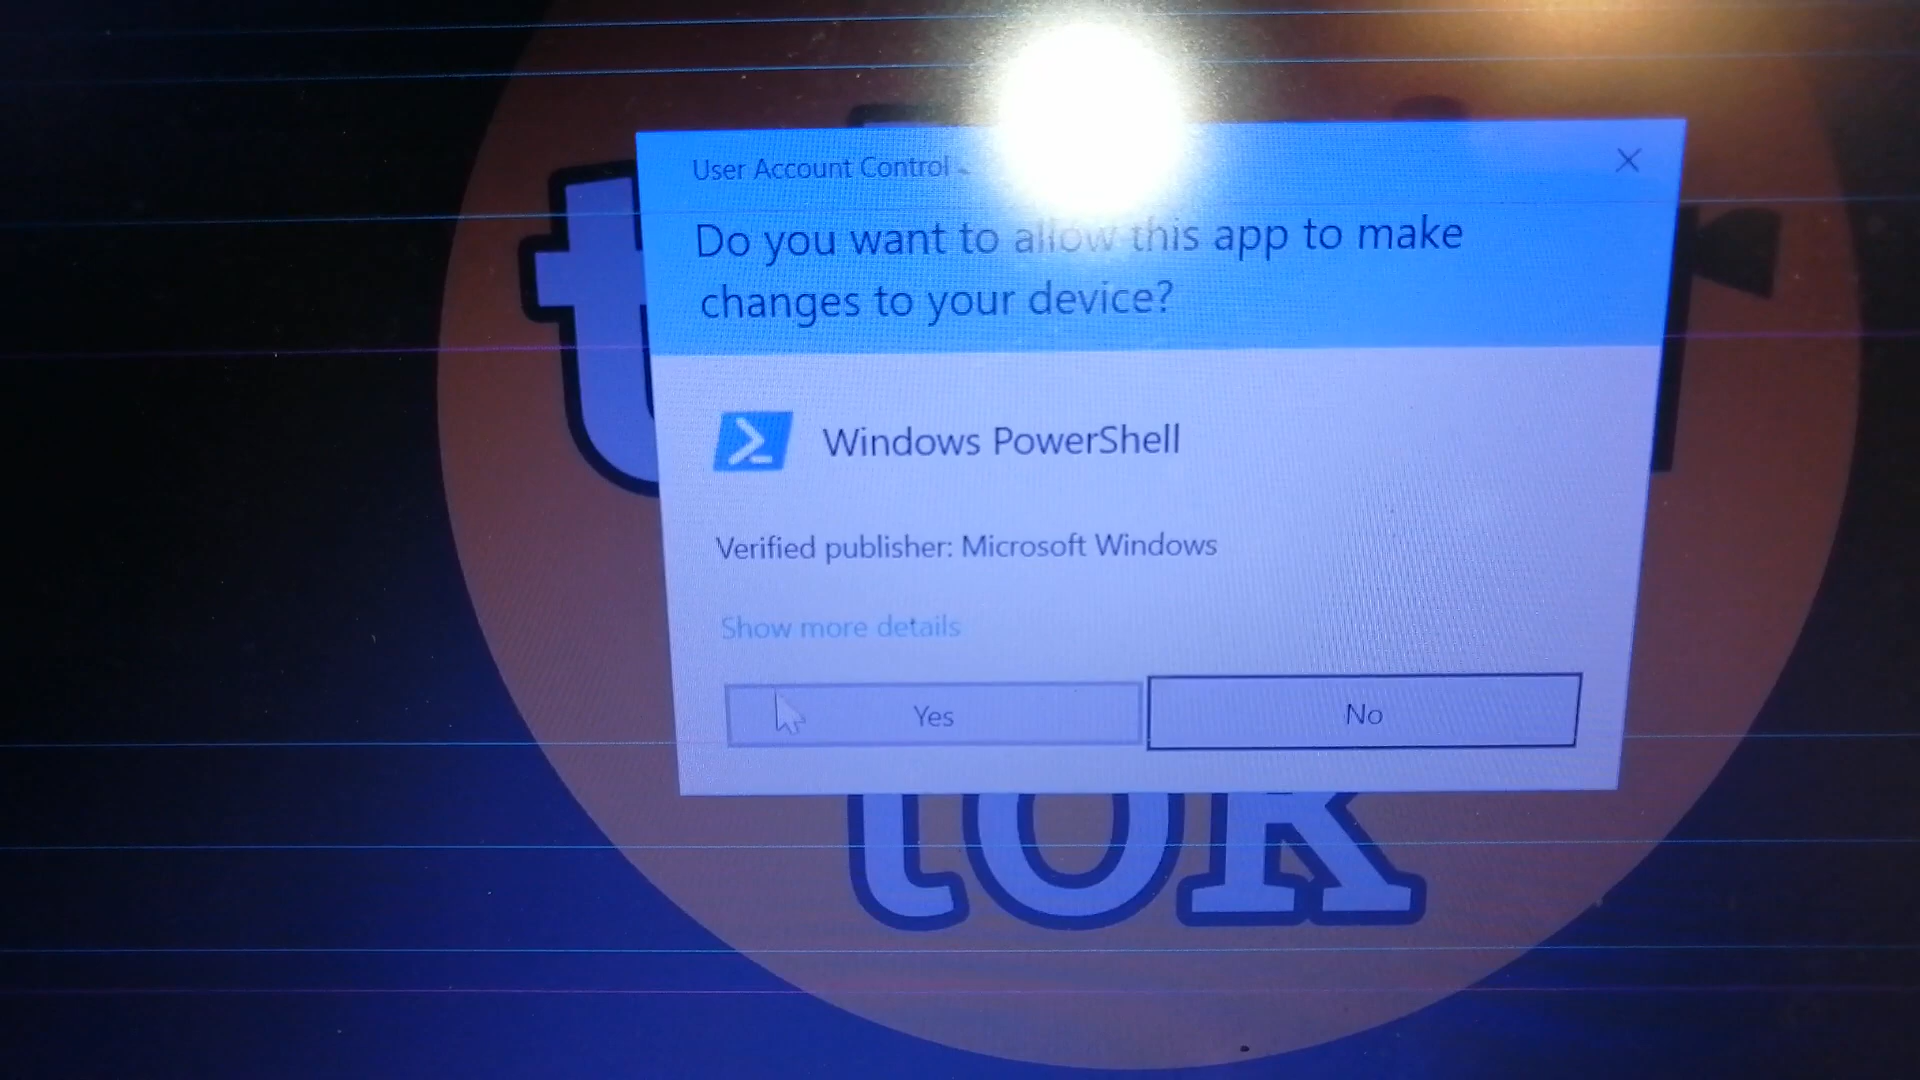 User Account Control
Do you want to allow this app to make
changes to your device?
Windows PowerShell
Verified publisher: Microsoft Windows
Show more details
Yes
No
tok